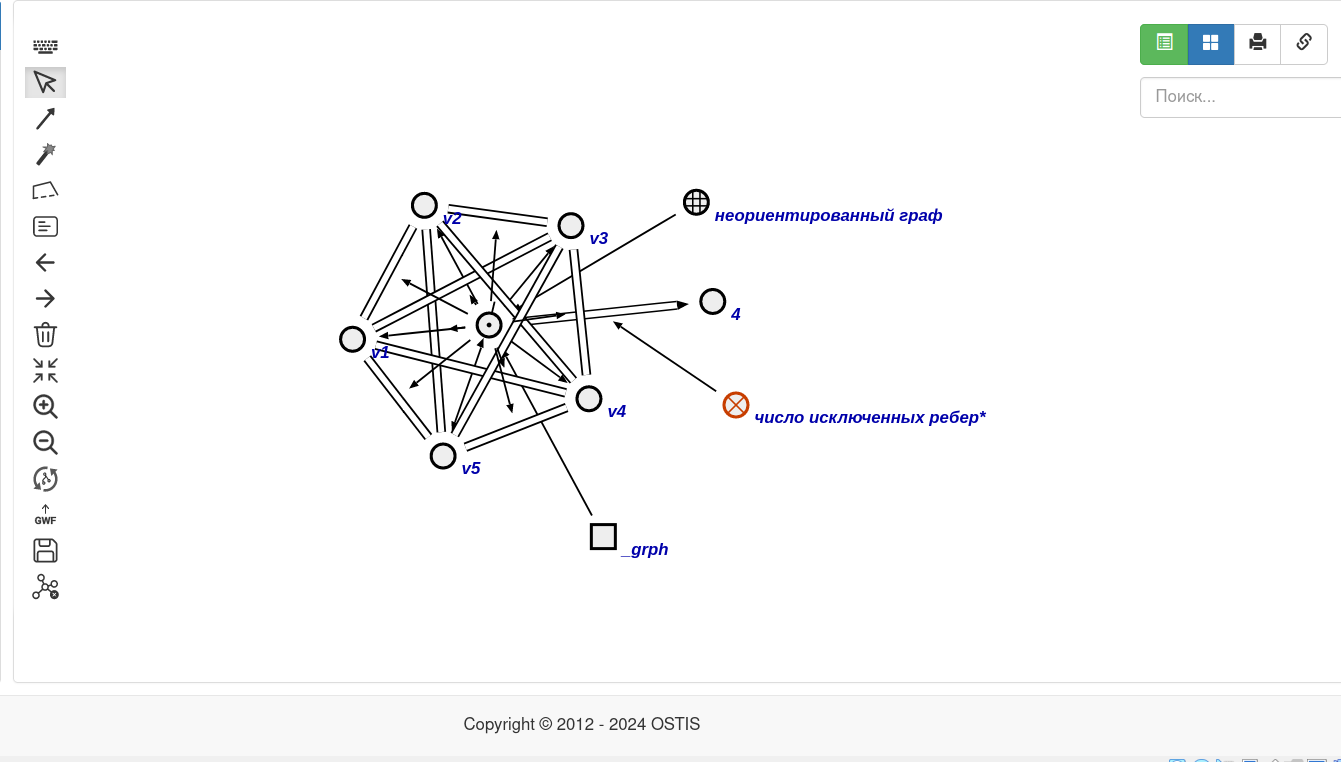 Поиск...
v2
v3
неориентированный граф
4
v1
v4
число исключенных ребер*
v5
GWF
_grph
Copyright © 2012 - 2024 OSTIS